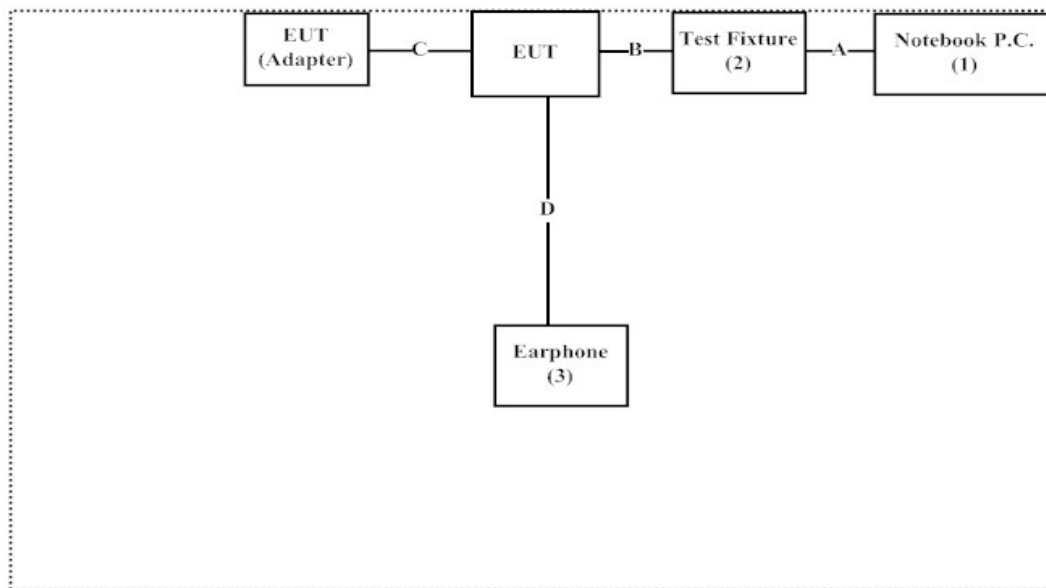 EUT
(Adapter)
C
EUT
B
Test Fixture
(2)
A
Notebook P.C.
(1)
D
Earphone
(3)